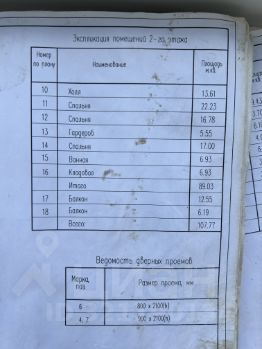 Экспликация помещений 2-го этажа
Номер по плану Наименование Площадь м.кв.
10 Холл 13.61
11 Спальня 22.23
12 Спальня 16.78
13 Гардероб 5.55
14 Спальня 17.00
15 Ванная 6.93
16 Кладовая 6.93
Итого 89.03
17 Балкон 12.55
18 Балкон 6.19
Всего 107.77
Ведомость дверных проемов
Марка, поз. Размер проема, мм
6 800 х 2100(h)
4, 7 900 х 2100(h)